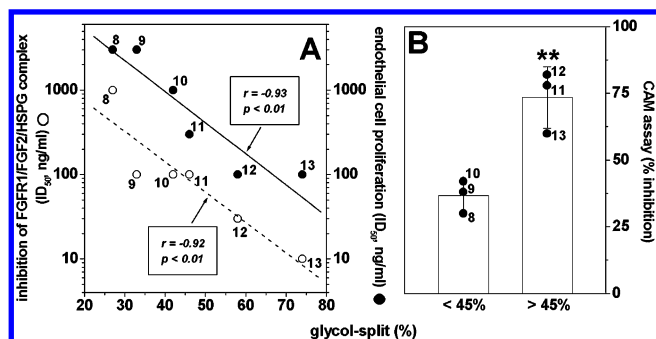 A
inhibition of FGFR1/FGF2/HSPG complex
(ID50, ng/ml) ○
1000
100
10
8
9
10
11
12
13
8
9
10
11
12
13
r = -0.93
p < 0.01
r = -0.92
p < 0.01
20 30 40 50 60 70 80
glycol-split (%)
1000
100
10
endothelial cell proliferation (ID50, ng/ml) ●
B
**
12
11
13
10
9
8
< 45%
> 45%
100
75
50
25
0
CAM assay (% inhibition)